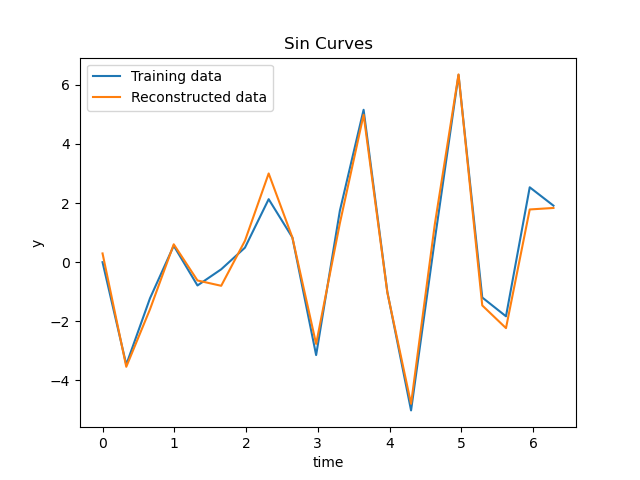 Sin Curves
Training data
Reconstructed data
6
4
2
0
−2
−4
y
0 1 2 3 4 5 6
time